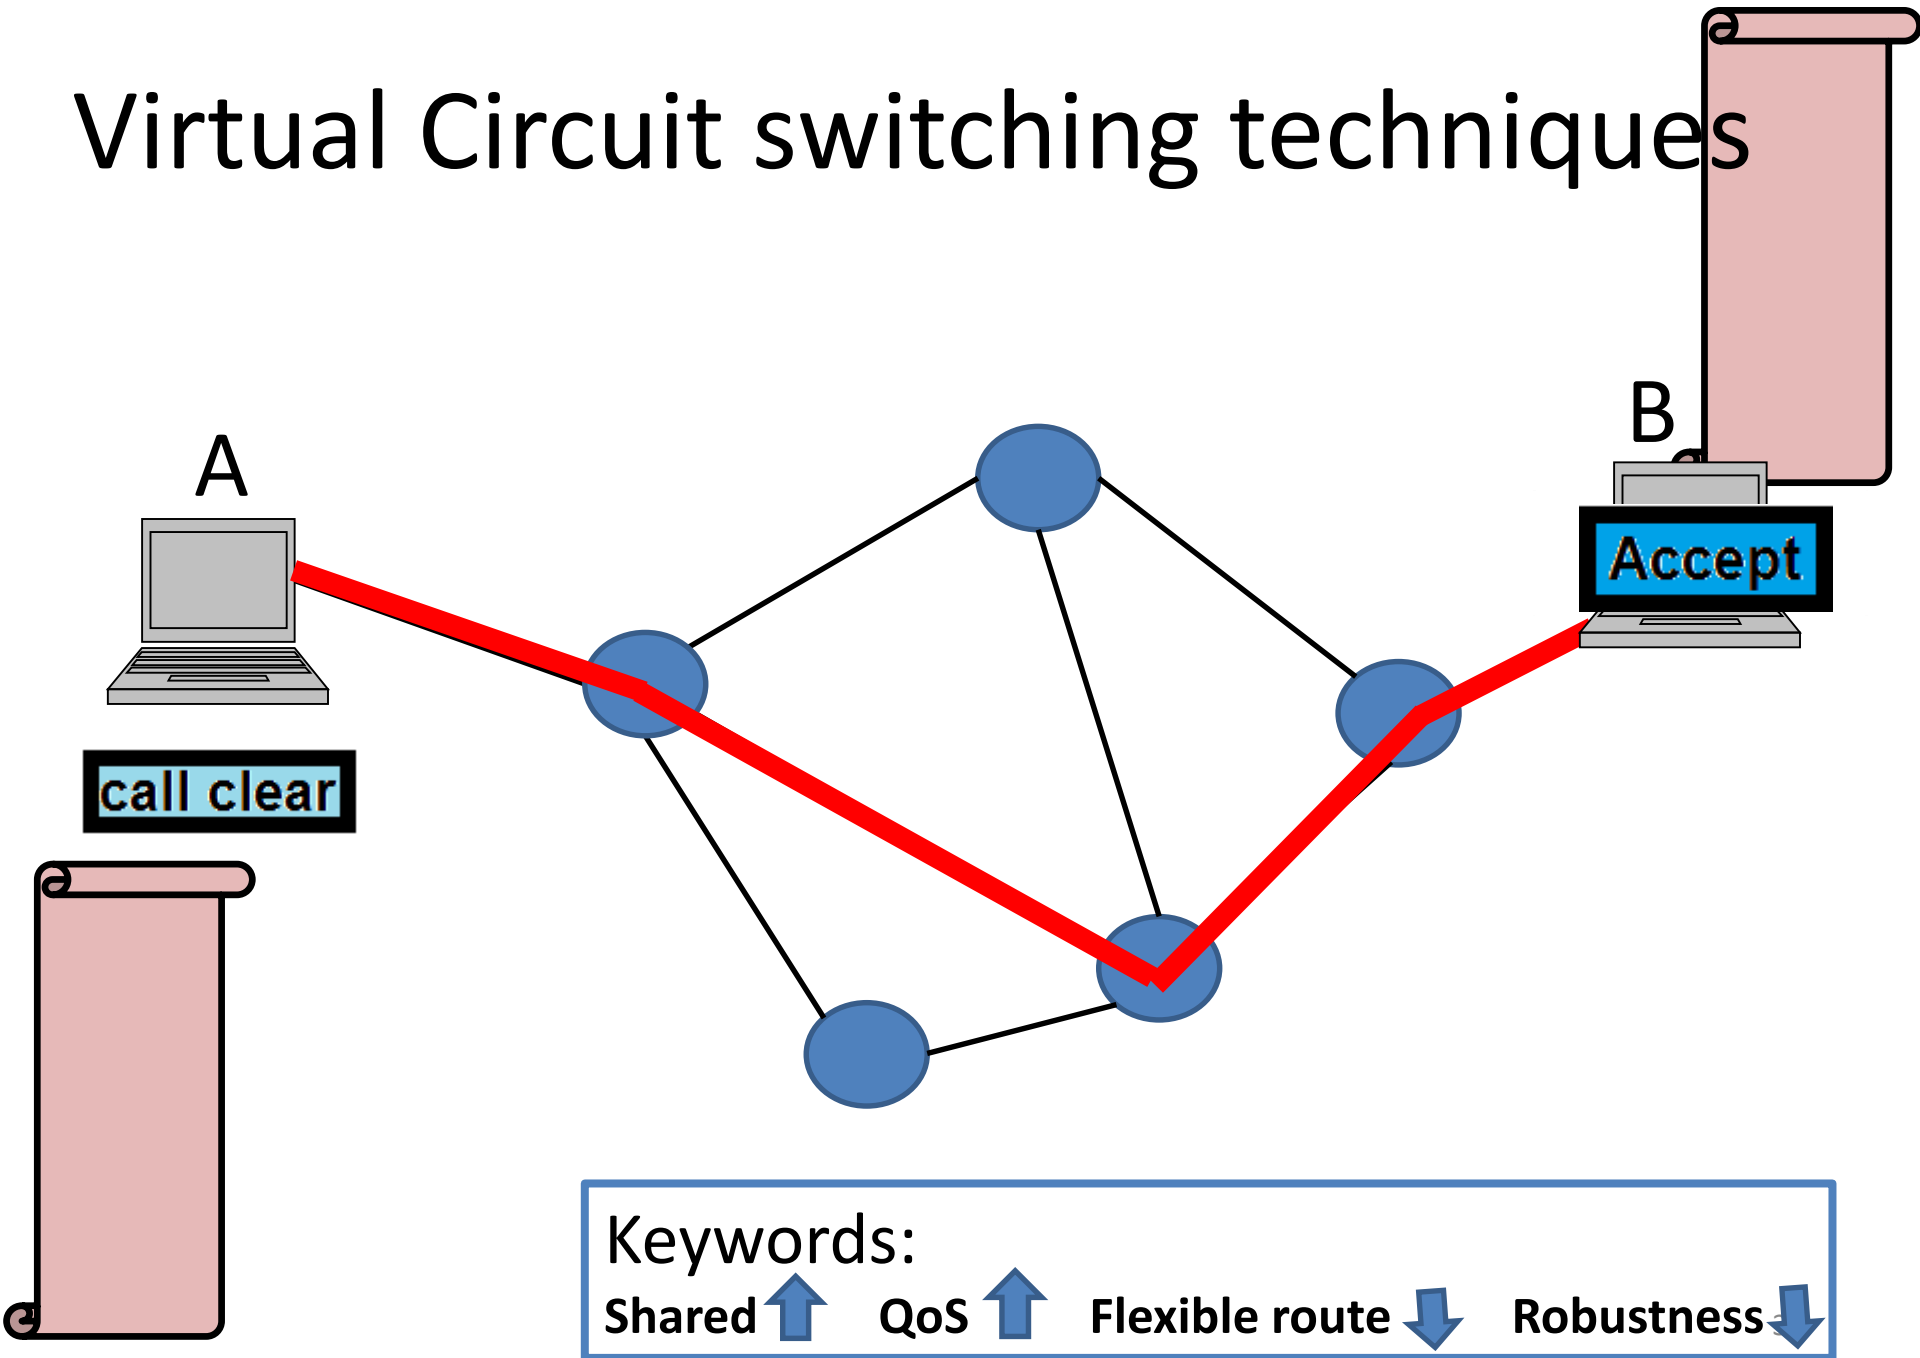 Virtual Circuit switching techniques
B
A
Accept
call clear
Keywords:
Shared QoS Flexible route Robustness